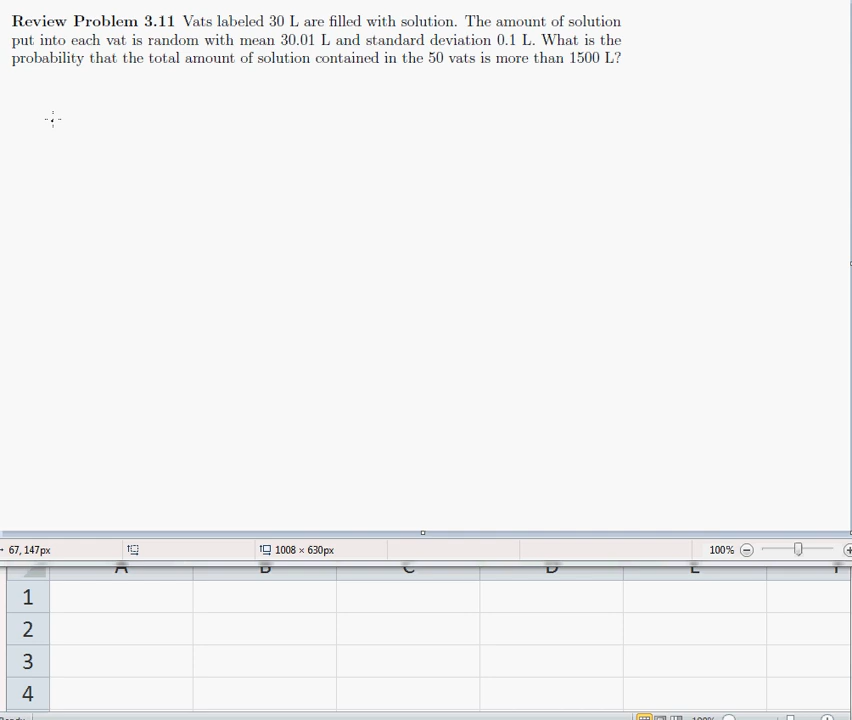 Review Problem 3.11 Vats labeled 30 L are filled with solution. The amount of solution
put into each vat is random with mean 30.01 L and standard deviation 0.1 L. What is the
probability that the total amount of solution contained in the 50 vats is more than 1500 L?
67, 147px
1008 × 630px
100%
A B C D E
1
2
3
4
100%